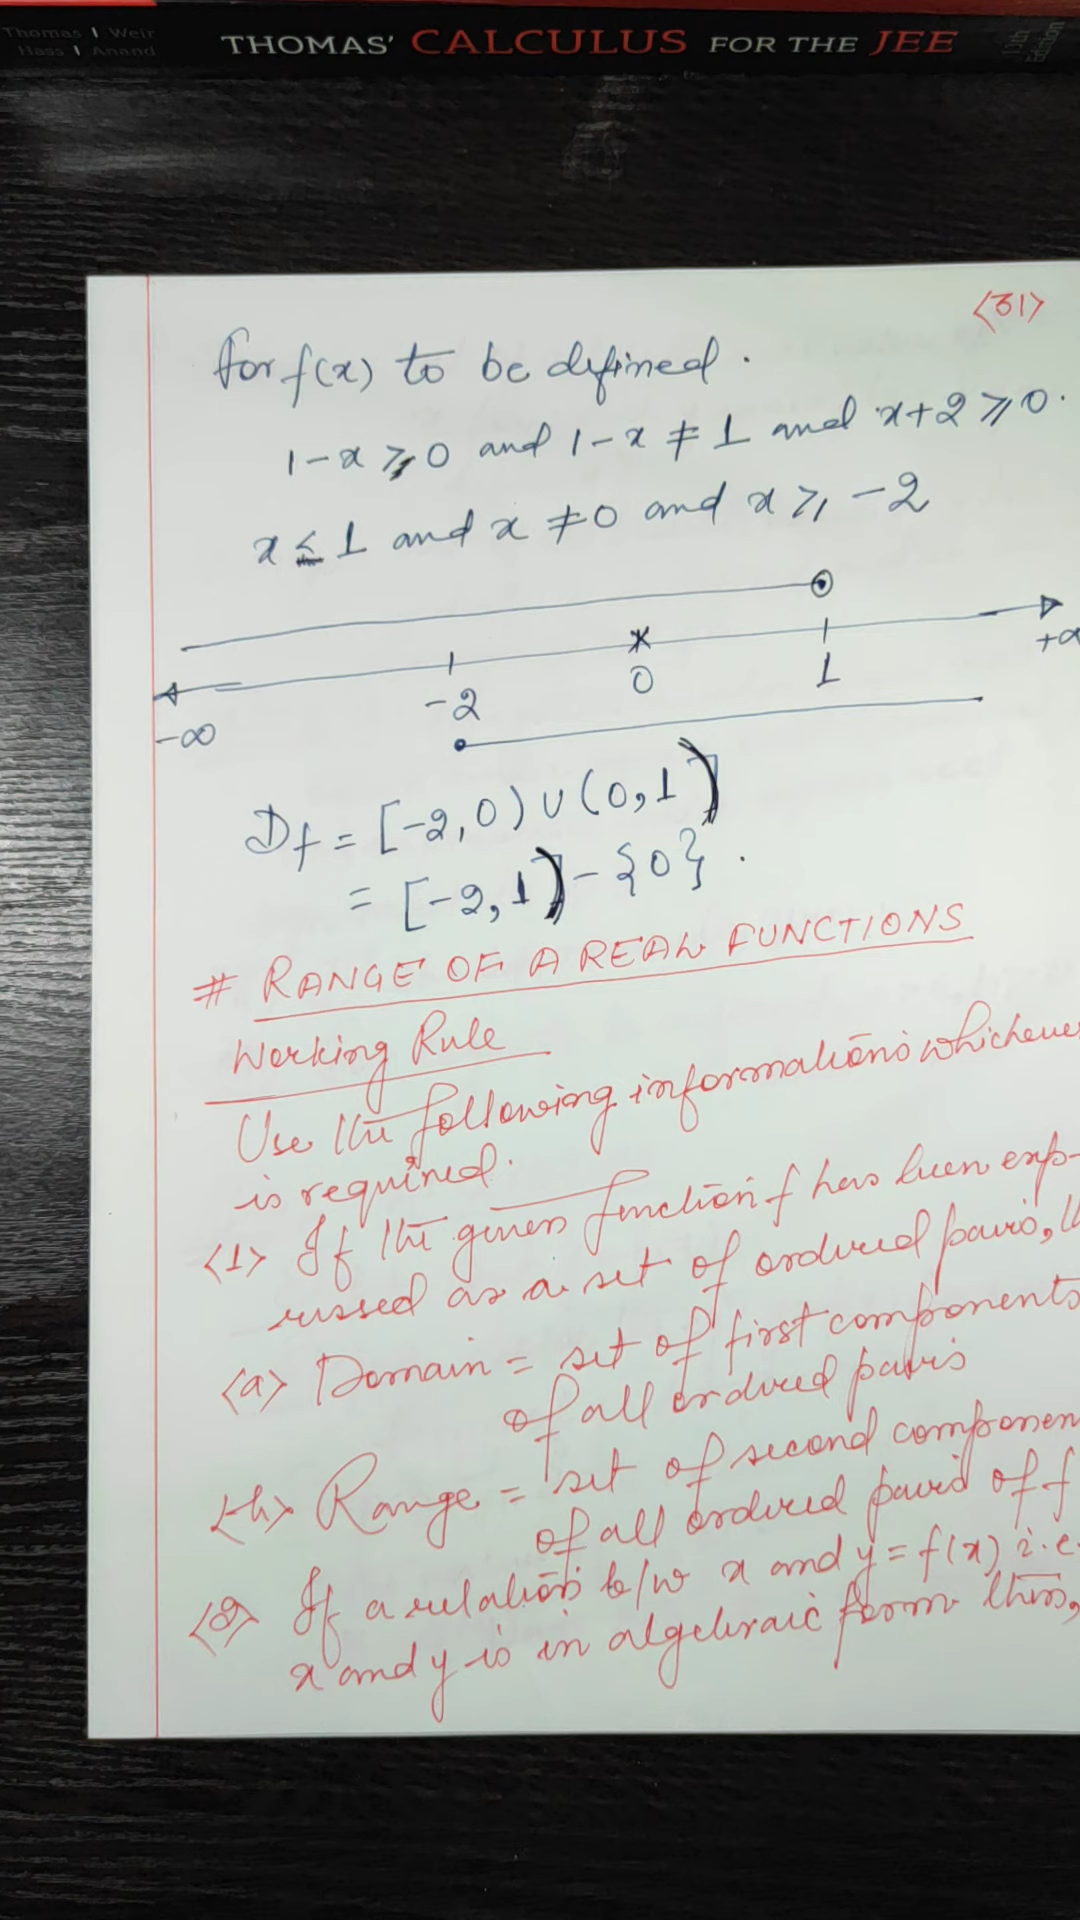 Thomas | Weir
Hass | Anand
THOMAS' CALCULUS FOR THE JEE
13th Edition
<31>
for f(x) to be defined.
1-x > 0 and 1-x ≠ 1 and x+2 ≥ 0.
x < 1 and x ≠ 0 and x ≥ -2
-∞ -2 0 1 +∞
Df = [-2,0) ∪ (0,1)
= [-2,1) - {0}.
# RANGE OF A REAL FUNCTIONS
Working Rule
Use the following informations whichever
is required.
<1> If the given function f has been exp-
ressed as a set of ordered pairs, th
<a> Domain = set of first components
of all ordered pairs
<b> Range = set of second componen
of all ordered pairs of f
<2> If a relation b/w x and y = f(x) i.e.
x and y is in algebraic form then,